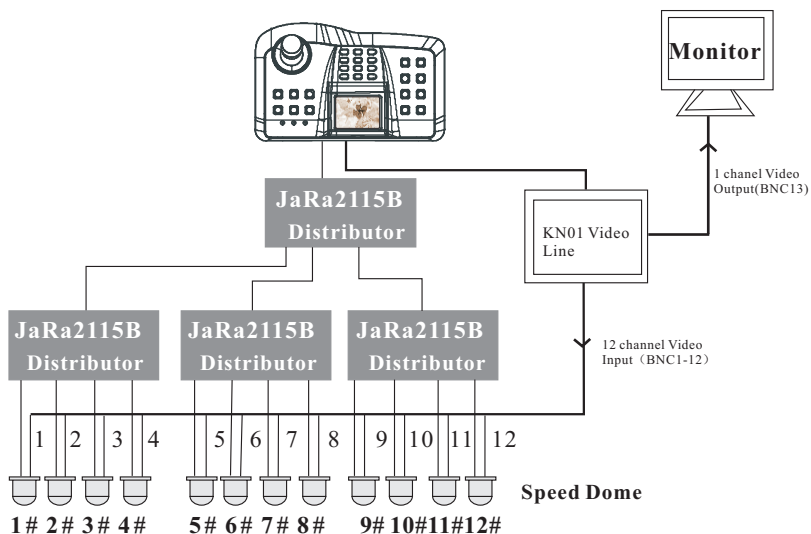 Monitor
1 chanel Video
Output(BNC13)
JaRa2115B
Distributor
KN01 Video
Line
JaRa2115B
Distributor
JaRa2115B
Distributor
JaRa2115B
Distributor
12 channel Video
Input（BNC1-12）
1 2 3 4 5 6 7 8 9 10 11 12
Speed Dome
1# 2# 3# 4# 5# 6# 7# 8# 9# 10# 11# 12#